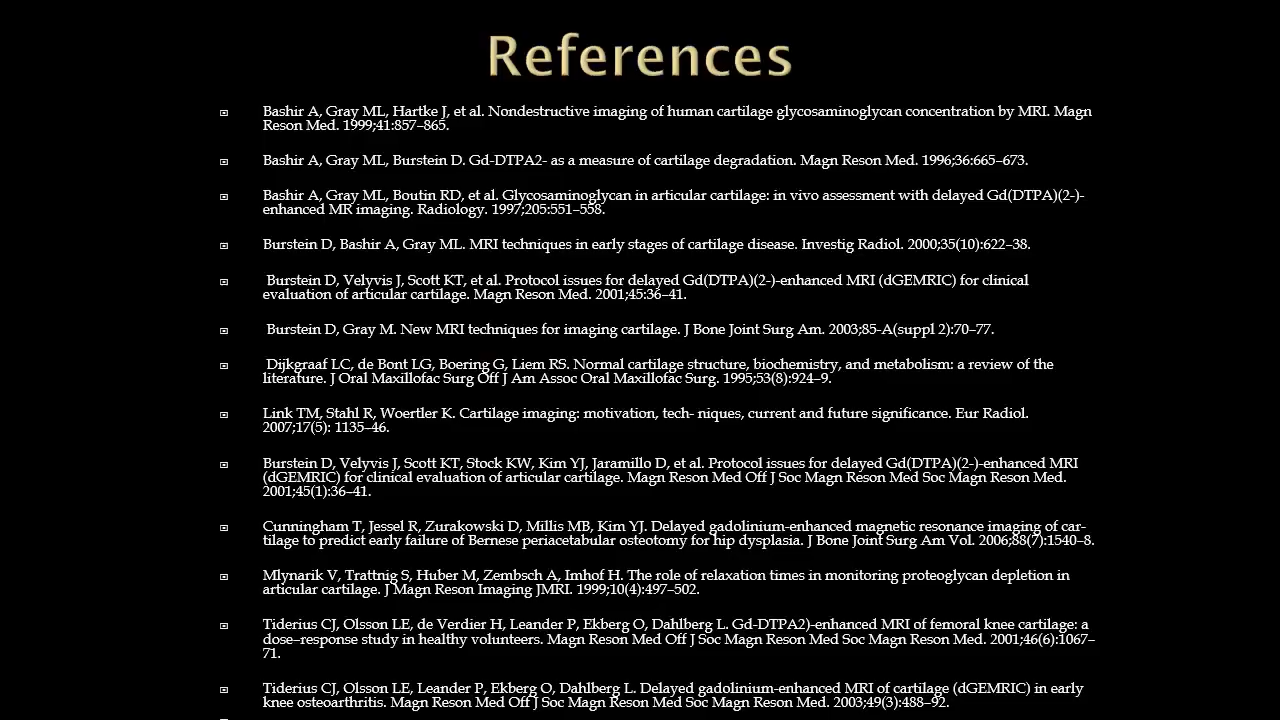 References
Bashir A, Gray ML, Hartke J, et al. Nondestructive imaging of human cartilage glycosaminoglycan concentration by MRI. Magn
Reson Med. 1999;41:857–865.
Bashir A, Gray ML, Burstein D. Gd-DTPA2- as a measure of cartilage degradation. Magn Reson Med. 1996;36:665–673.
Bashir A, Gray ML, Boutin RD, et al. Glycosaminoglycan in articular cartilage: in vivo assessment with delayed Gd(DTPA)(2-)-
enhanced MR imaging. Radiology. 1997;205:551–558.
Burstein D, Bashir A, Gray ML. MRI techniques in early stages of cartilage disease. Investig Radiol. 2000;35(10):622–38.
Burstein D, Velyvis J, Scott KT, et al. Protocol issues for delayed Gd(DTPA)(2-)-enhanced MRI (dGEMRIC) for clinical
evaluation of articular cartilage. Magn Reson Med. 2001;45:36–41.
Burstein D, Gray M. New MRI techniques for imaging cartilage. J Bone Joint Surg Am. 2003;85-A(suppl 2):70–77.
Dijkgraaf LC, de Bont LG, Boering G, Liem RS. Normal cartilage structure, biochemistry, and metabolism: a review of the
literature. J Oral Maxillofac Surg Off J Am Assoc Oral Maxillofac Surg. 1995;53(8):924–9.
Link TM, Stahl R, Woertler K. Cartilage imaging: motivation, tech- niques, current and future significance. Eur Radiol.
2007;17(5): 1135–46.
Burstein D, Velyvis J, Scott KT, Stock KW, Kim YJ, Jaramillo D, et al. Protocol issues for delayed Gd(DTPA)(2-)-enhanced MRI
(dGEMRIC) for clinical evaluation of articular cartilage. Magn Reson Med Off J Soc Magn Reson Med Soc Magn Reson Med.
2001;45(1):36–41.
Cunningham T, Jessel R, Zurakowski D, Millis MB, Kim YJ. Delayed gadolinium-enhanced magnetic resonance imaging of car-
tilage to predict early failure of Bernese periacetabular osteotomy for hip dysplasia. J Bone Joint Surg Am Vol. 2006;88(7):1540–8.
Mlynarik V, Trattnig S, Huber M, Zembsch A, Imhof H. The role of relaxation times in monitoring proteoglycan depletion in
articular cartilage. J Magn Reson Imaging JMRI. 1999;10(4):497–502.
Tiderius CJ, Olsson LE, de Verdier H, Leander P, Ekberg O, Dahlberg L. Gd-DTPA2)-enhanced MRI of femoral knee cartilage: a
dose–response study in healthy volunteers. Magn Reson Med Off J Soc Magn Reson Med Soc Magn Reson Med. 2001;46(6):1067–
71.
Tiderius CJ, Olsson LE, Leander P, Ekberg O, Dahlberg L. Delayed gadolinium-enhanced MRI of cartilage (dGEMRIC) in early
knee osteoarthritis. Magn Reson Med Off J Soc Magn Reson Med Soc Magn Reson Med. 2003;49(3):488–92.